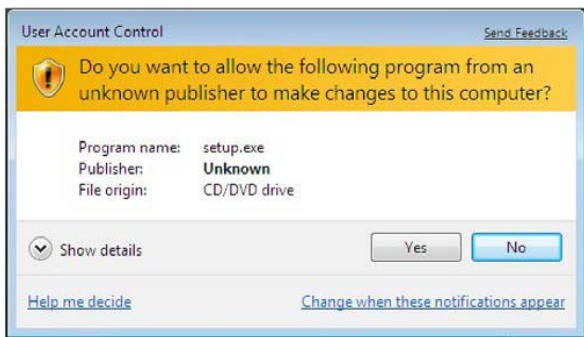 User Account Control
Send Feedback
Do you want to allow the following program from an
unknown publisher to make changes to this computer?
Program name: setup.exe
Publisher: Unknown
File origin: CD/DVD drive
Show details
Yes
No
Help me decide
Change when these notifications appear